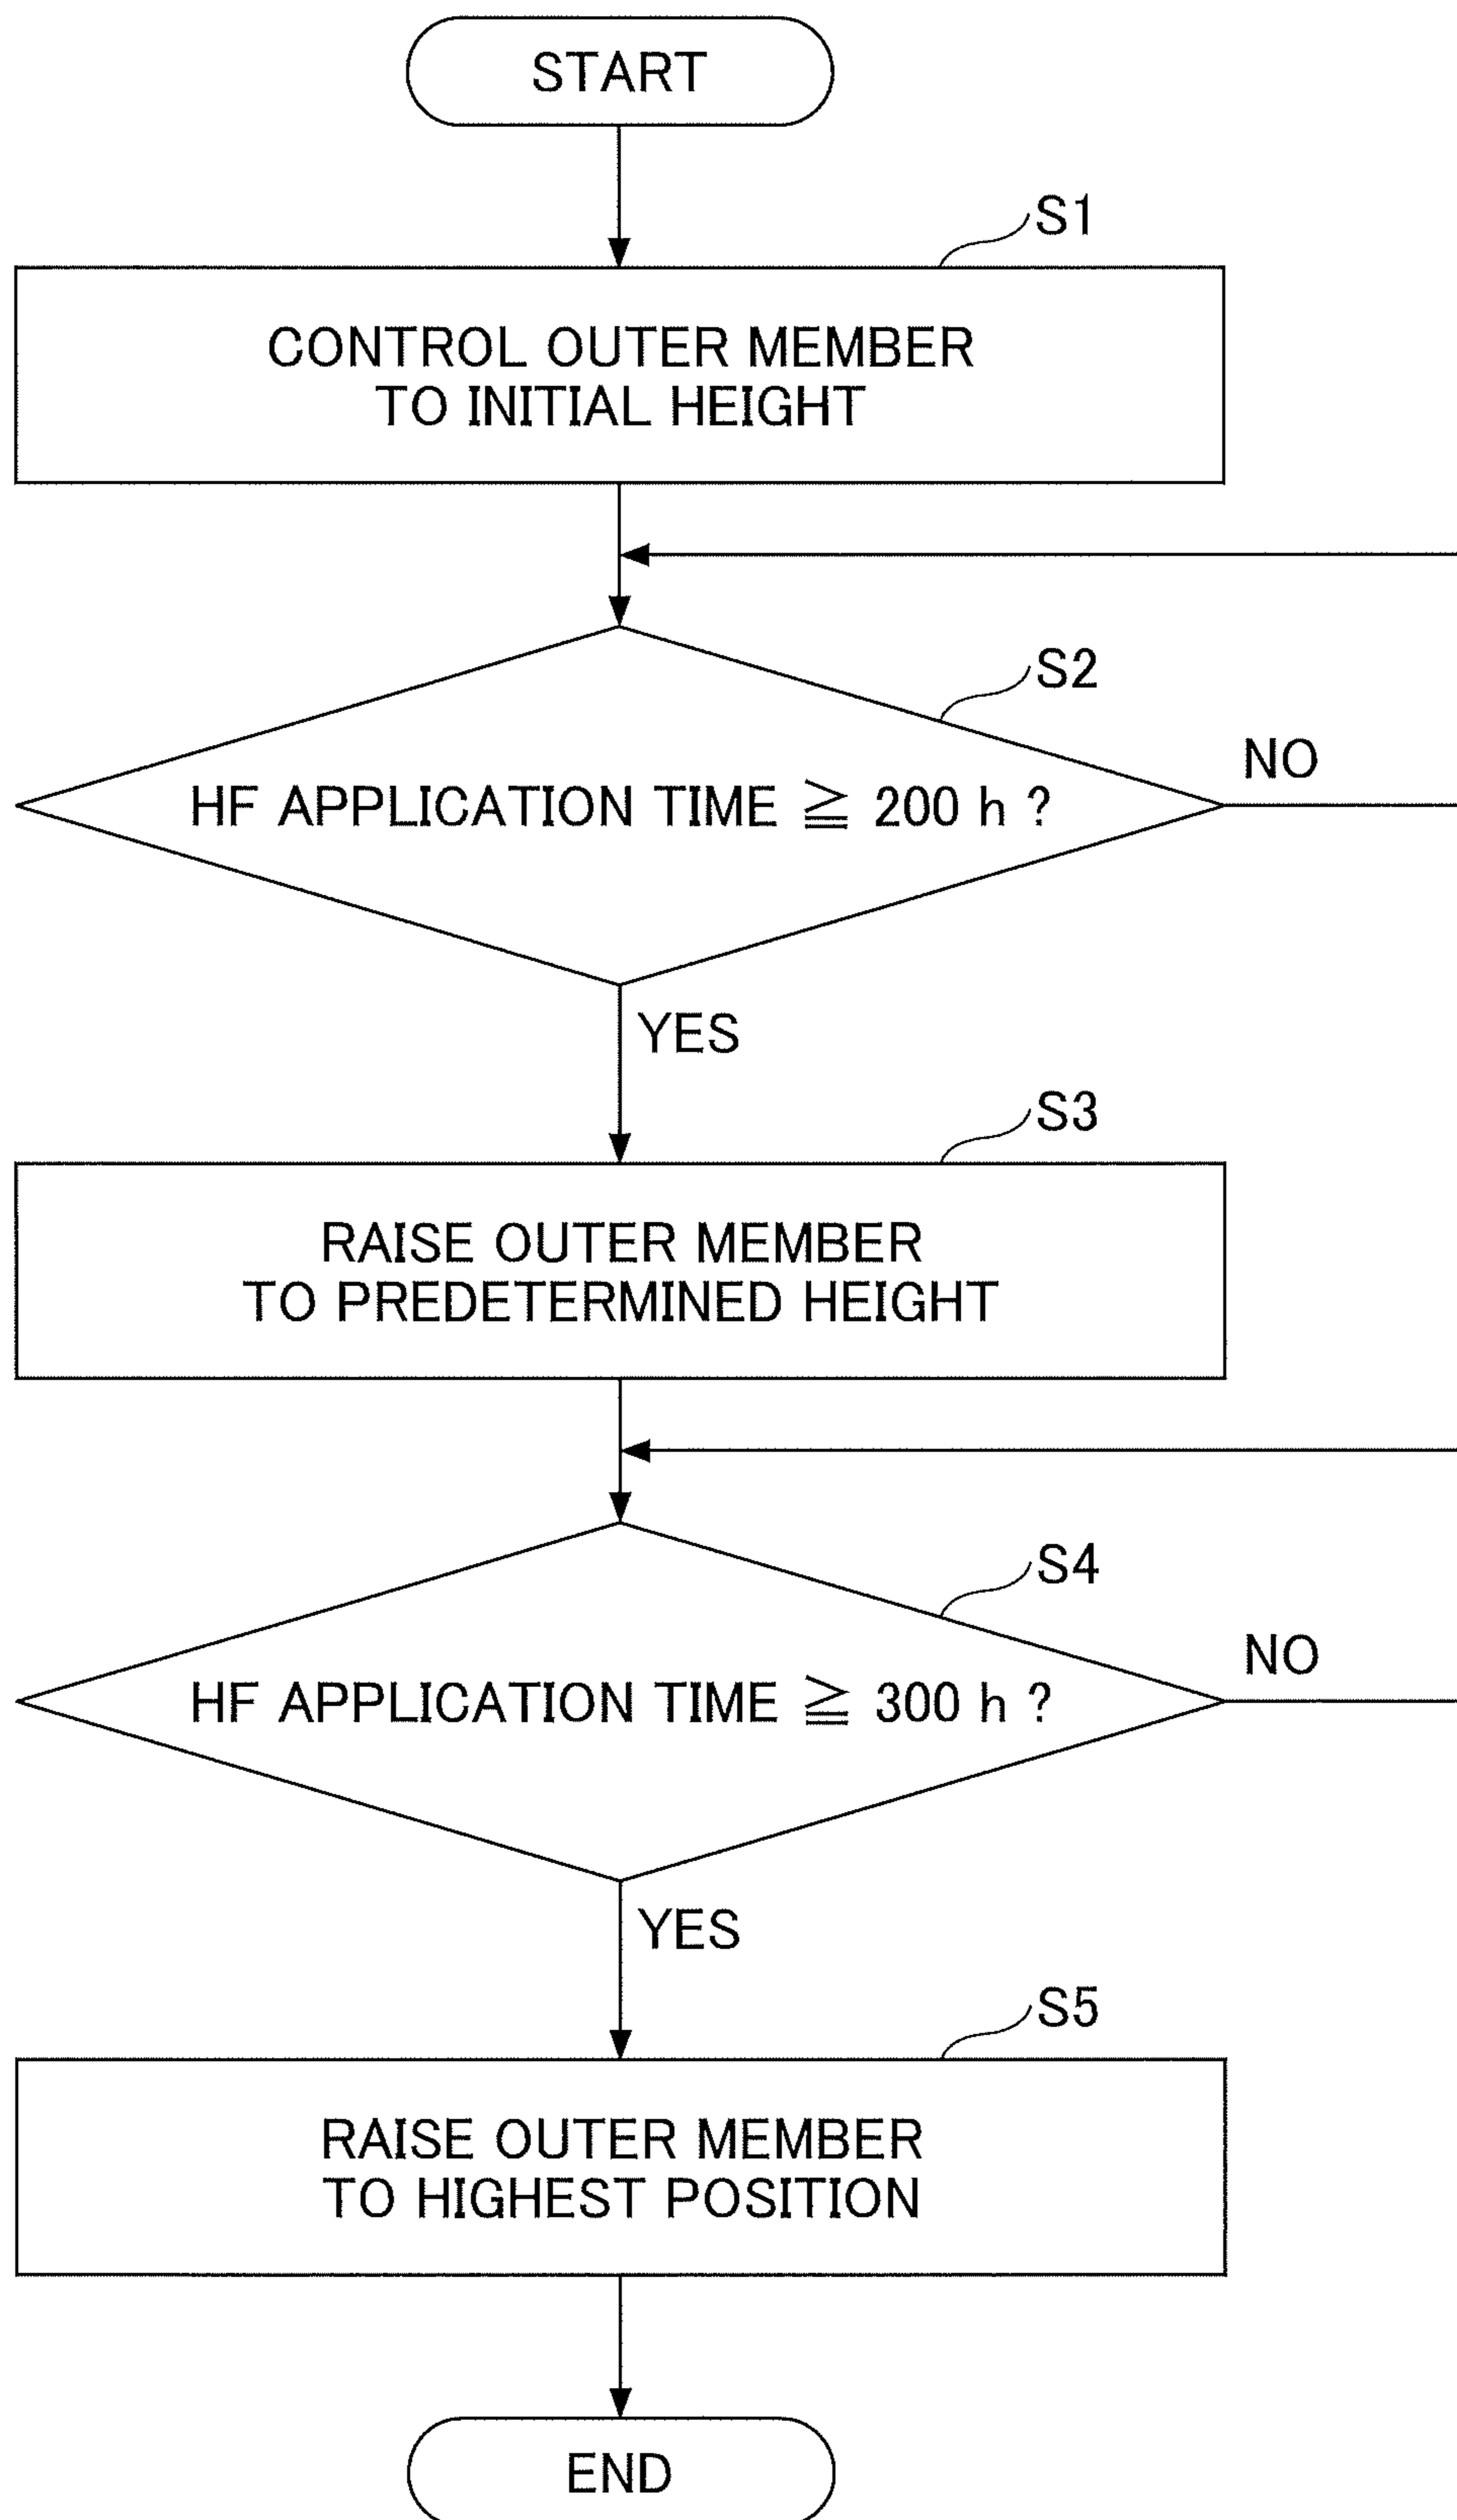 START
S1
CONTROL OUTER MEMBER
TO INITIAL HEIGHT
S2
HF APPLICATION TIME ≧ 200 h ?
NO
YES
S3
RAISE OUTER MEMBER
TO PREDETERMINED HEIGHT
S4
HF APPLICATION TIME ≧ 300 h ?
NO
YES
S5
RAISE OUTER MEMBER
TO HIGHEST POSITION
END